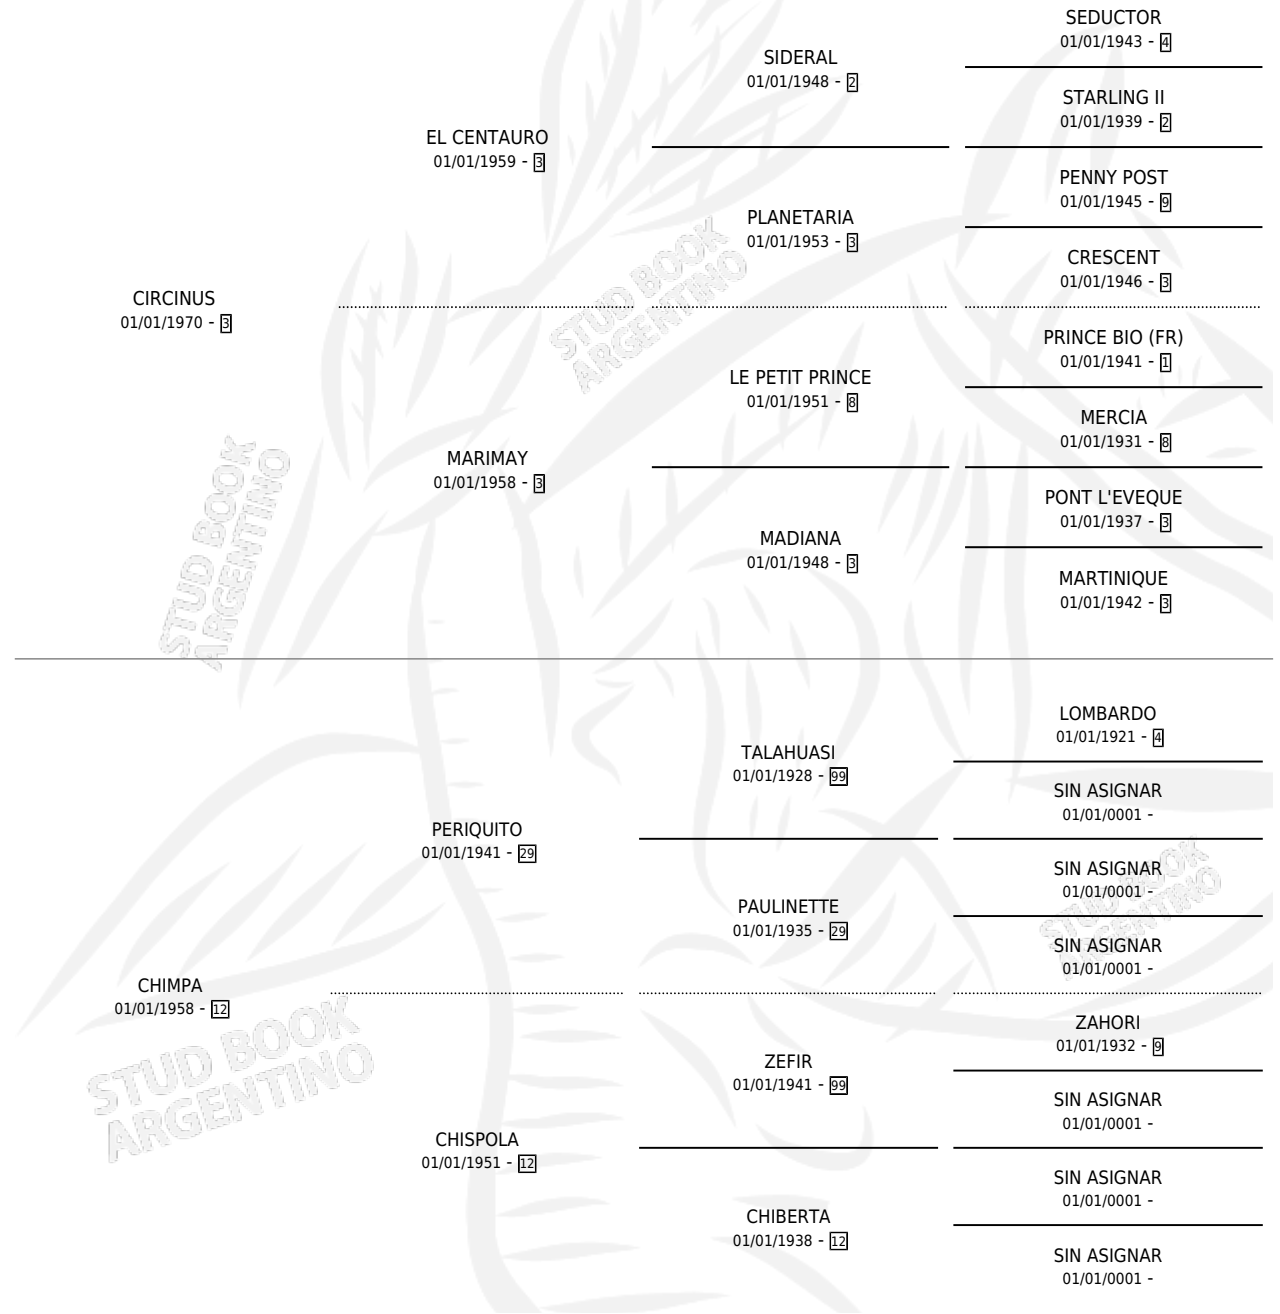 SEDUCTOR
01/01/1943 - 4
SIDERAL
01/01/1948 - 2
STARLING II
01/01/1939 - 2
EL CENTAURO
01/01/1959 - 3
PENNY POST
01/01/1945 - 9
PLANETARIA
01/01/1953 - 3
CRESCENT
01/01/1946 - 3
CIRCINUS
01/01/1970 - 3
PRINCE BIO (FR)
01/01/1941 - 1
LE PETIT PRINCE
01/01/1951 - 8
MERCIA
01/01/1931 - 8
MARIMAY
01/01/1958 - 3
PONT L'EVEQUE
01/01/1937 - 3
MADIANA
01/01/1948 - 3
MARTINIQUE
01/01/1942 - 3
LOMBARDO
01/01/1921 - 4
TALAHUASI
01/01/1928 - 99
SIN ASIGNAR
01/01/0001 -
PERIQUITO
01/01/1941 - 29
SIN ASIGNAR
01/01/0001 -
PAULINETTE
01/01/1935 - 29
SIN ASIGNAR
01/01/0001 -
CHIMPA
01/01/1958 - 12
ZAHORI
01/01/1932 - 9
ZEFIR
01/01/1941 - 99
SIN ASIGNAR
01/01/0001 -
CHISPOLA
01/01/1951 - 12
SIN ASIGNAR
01/01/0001 -
CHIBERTA
01/01/1938 - 12
SIN ASIGNAR
01/01/0001 -
STUD BOOK
ARGENTINO
STUD BOOK
ARGENTINO
STUD BOOK
ARGENTINO
STUD BOOK
ARGENTINO